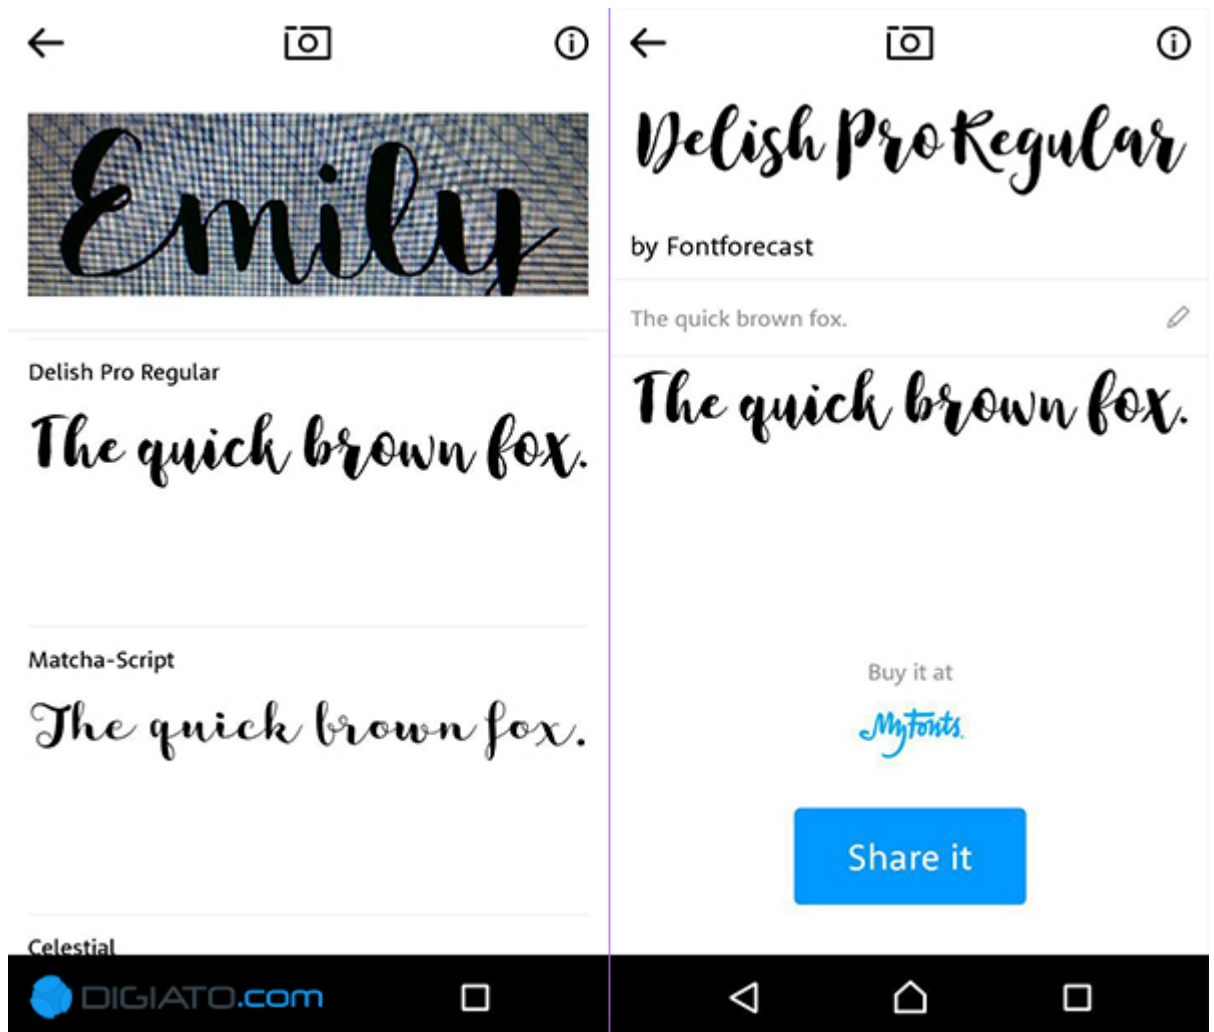 Emily
Delish Pro Regular
The quick brown fox.
Matcha-Script
The quick brown fox.
Celestial
DIGIATO.com
Delish Pro Regular
by Fontforecast
The quick brown fox.
The quick brown fox.
Buy it at
MyFonts.
Share it